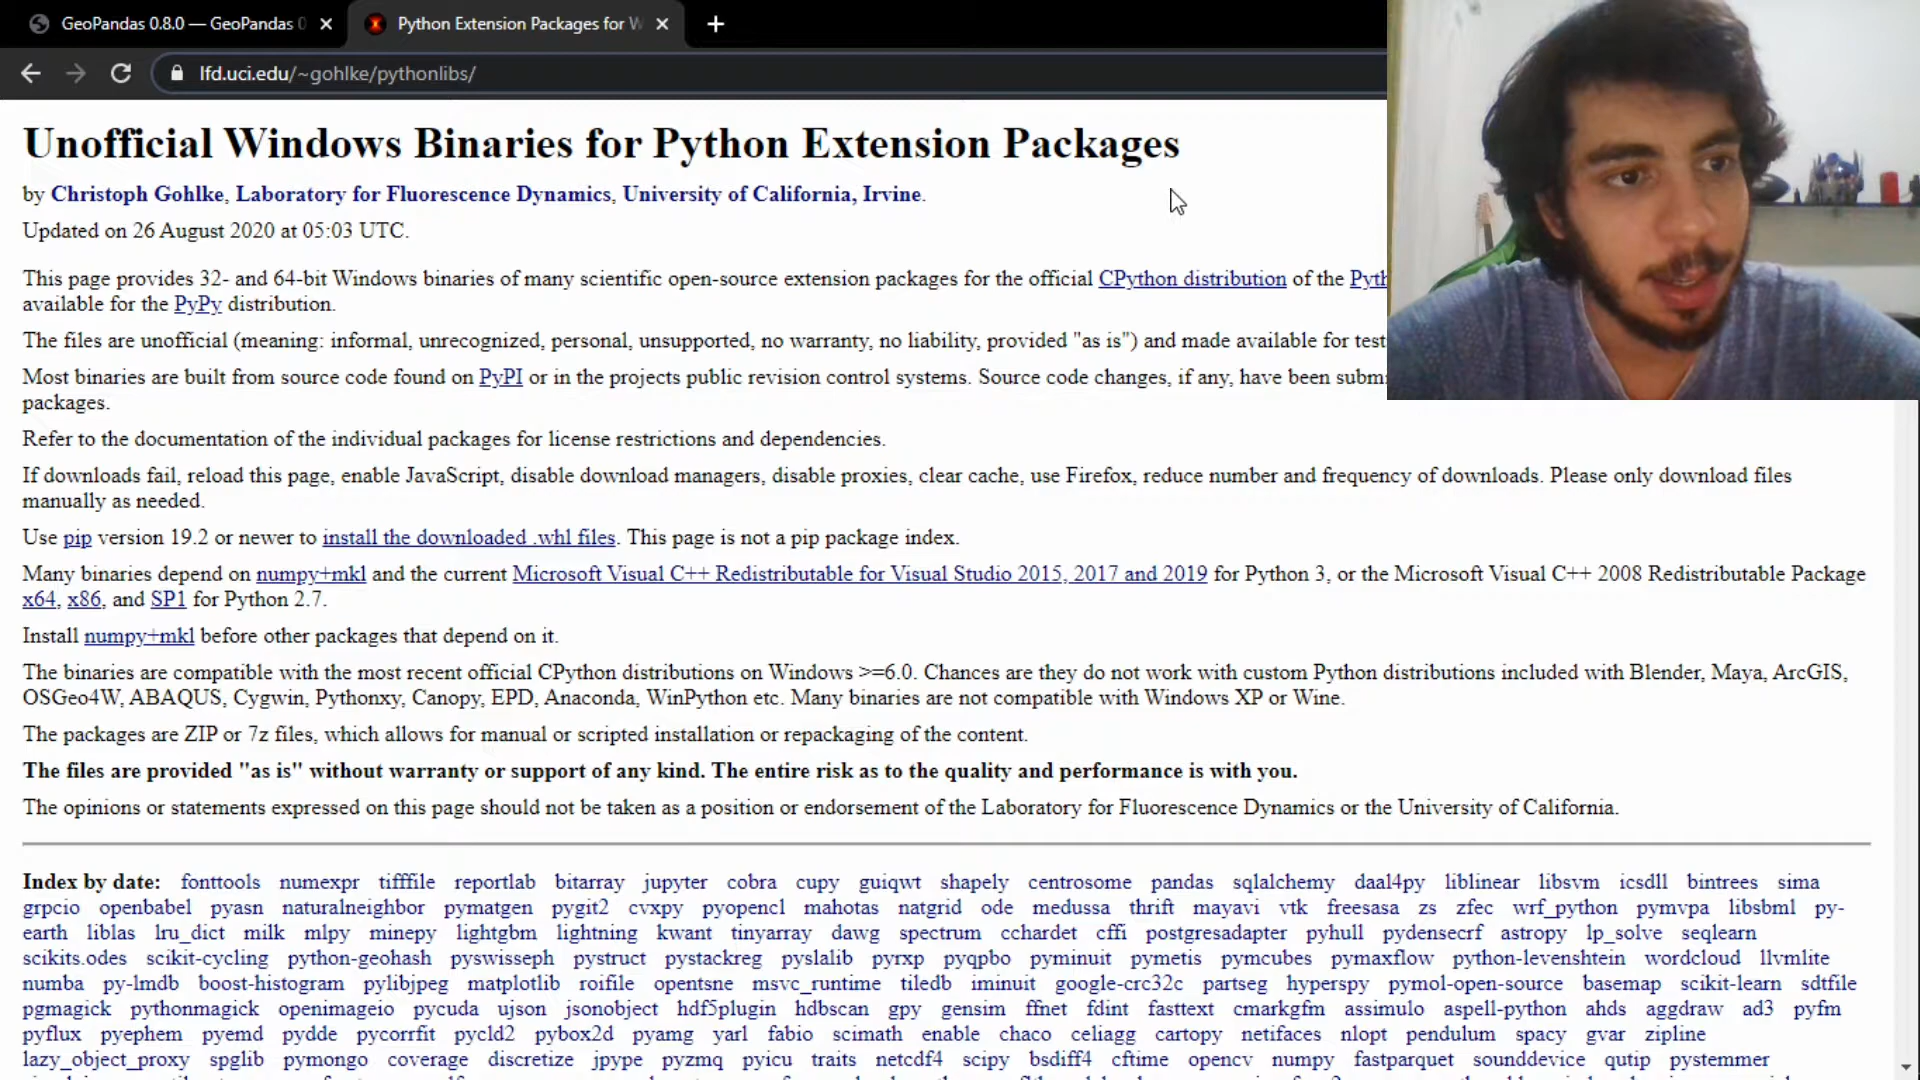 GeoPandas 0.8.0 — GeoPandas 0
Python Extension Packages for W
lfd.uci.edu/~gohlke/pythonlibs/
Unofficial Windows Binaries for Python Extension Packages
by Christoph Gohlke, Laboratory for Fluorescence Dynamics, University of California, Irvine.
Updated on 26 August 2020 at 05:03 UTC.
This page provides 32- and 64-bit Windows binaries of many scientific open-source extension packages for the official CPython distribution of the Pyth
available for the PyPy distribution.
The files are unofficial (meaning: informal, unrecognized, personal, unsupported, no warranty, no liability, provided "as is") and made available for test
Most binaries are built from source code found on PyPI or in the projects public revision control systems. Source code changes, if any, have been subm
packages.
Refer to the documentation of the individual packages for license restrictions and dependencies.
If downloads fail, reload this page, enable JavaScript, disable download managers, disable proxies, clear cache, use Firefox, reduce number and frequency of downloads. Please only download files
manually as needed.
Use pip version 19.2 or newer to install the downloaded .whl files. This page is not a pip package index.
Many binaries depend on numpy+mkl and the current Microsoft Visual C++ Redistributable for Visual Studio 2015, 2017 and 2019 for Python 3, or the Microsoft Visual C++ 2008 Redistributable Package
x64, x86, and SP1 for Python 2.7.
Install numpy+mkl before other packages that depend on it.
The binaries are compatible with the most recent official CPython distributions on Windows >=6.0. Chances are they do not work with custom Python distributions included with Blender, Maya, ArcGIS,
OSGeo4W, ABAQUS, Cygwin, Pythonxy, Canopy, EPD, Anaconda, WinPython etc. Many binaries are not compatible with Windows XP or Wine.
The packages are ZIP or 7z files, which allows for manual or scripted installation or repackaging of the content.
The files are provided "as is" without warranty or support of any kind. The entire risk as to the quality and performance is with you.
The opinions or statements expressed on this page should not be taken as a position or endorsement of the Laboratory for Fluorescence Dynamics or the University of California.
Index by date: fonttools numexpr tifffile reportlab bitarray jupyter cobra cupy guiqwt shapely centrosome pandas sqlalchemy daal4py liblinear libsvm icsdll bintrees sima
grpcio openbabel pyasn naturalneighbor pymatgen pygit2 cvxpy pyopencl mahotas natgrid ode medussa thrift mayavi vtk freesasa zs zfec wrf_python pymvpa libsbml py-
earth liblas lru_dict milk mlpy minepy lightgbm lightning kwant tinyarray dawg spectrum cchardet cffi postgresadapter pyhull pydensecrf astropy lp_solve seqlearn
scikits.odes scikit-cycling python-geohash pyswisseph pystruct pystackreg pyslalib pyrxp pyqpbo pyminuit pymetis pymcubes pymaxflow python-levenshtein wordcloud llvmlite
numba py-lmdb boost-histogram pylibjpeg matplotlib roifile opentsne msvc_runtime tiledb iminuit google-crc32c partseg hyperspy pymol-open-source basemap scikit-learn sdtfile
pgmagick pythonmagick openimageio pycuda ujson jsonobject hdf5plugin hdbscan gpy gensim ffnet fdint fasttext cmarkgfm assimulo aspell-python ahds aggdraw ad3 pyfm
pyflux pyephem pyemd pydde pycorrfit pycld2 pybox2d pyamg yarl fabio scimath enable chaco celiagg cartopy netifaces nlopt pendulum spacy gvar zipline
lazy_object_proxy spglib pymongo coverage discretize jpype pyzmq pyicu traits netcdf4 scipy bsdiff4 cftime opencv numpy fastparquet sounddevice qutip pystemmer